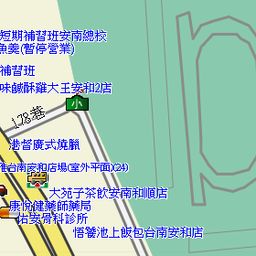 短期補習班安南總校
魚羹(暫停營業)
補習班
味鹹酥雞大王安和2店
小
128巷
港督廣式燒臘
台南安和店場(室外平面)(24)
大苑子茶飲安南和順店
康悅健藥師藥局
佑安骨科診所
悟饕池上飯包台南安和店